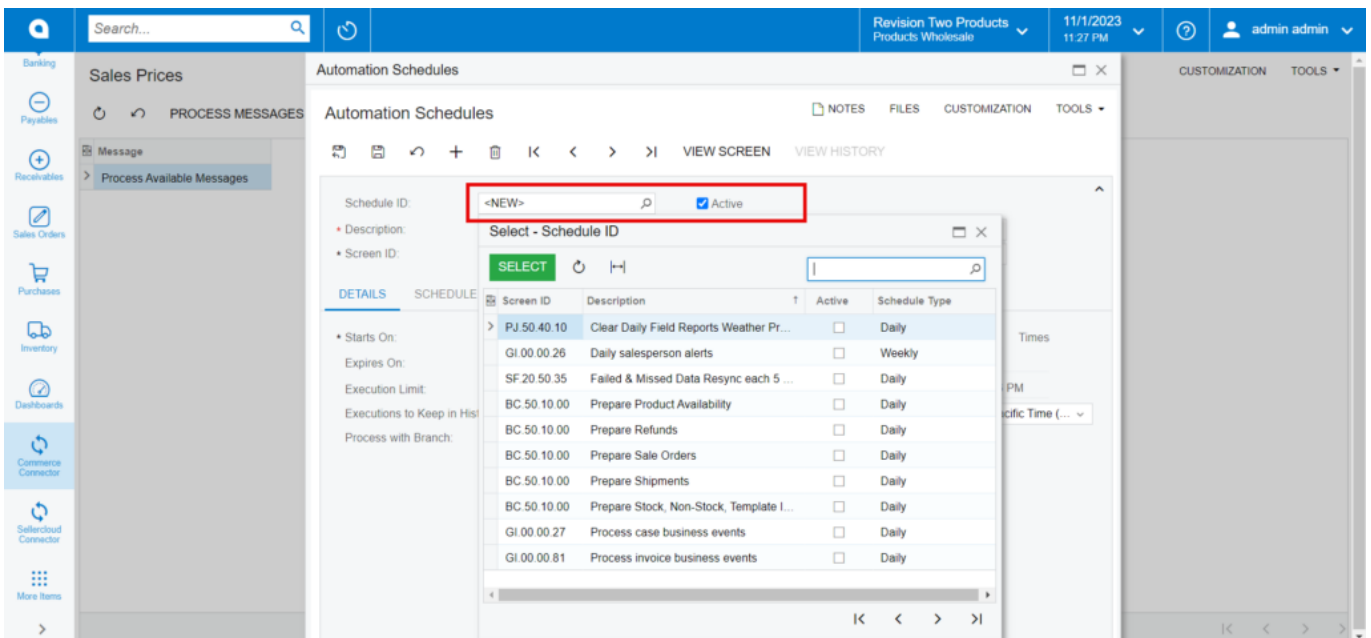 Search...
Revision Two Products
Products Wholesale
11/1/2023
11:27 PM
admin admin
Banking
Payables
Receivables
Sales Orders
Purchases
Inventory
Dashboards
Commerce
Connector
Sellercloud
Connector
More Items
Sales Prices
CUSTOMIZATION TOOLS
PROCESS MESSAGES
Message
Process Available Messages
Automation Schedules
Automation Schedules
NOTES FILES CUSTOMIZATION TOOLS
VIEW SCREEN VIEW HISTORY
Schedule ID: <NEW> Active
* Description:
* Screen ID:
DETAILS SCHEDULE
* Starts On:
Expires On:
Execution Limit:
Executions to Keep in Hist
Process with Branch:
Times
PM
cific Time (...
Select - Schedule ID
SELECT
Screen ID Description Active Schedule Type
PJ.50.40.10 Clear Daily Field Reports Weather Pr... Daily
GI.00.00.26 Daily salesperson alerts Weekly
SF.20.50.35 Failed & Missed Data Resync each 5 ... Daily
BC.50.10.00 Prepare Product Availability Daily
BC.50.10.00 Prepare Refunds Daily
BC.50.10.00 Prepare Sale Orders Daily
BC.50.10.00 Prepare Shipments Daily
BC.50.10.00 Prepare Stock, Non-Stock, Template I... Daily
GI.00.00.27 Process case business events Daily
GI.00.00.81 Process invoice business events Daily